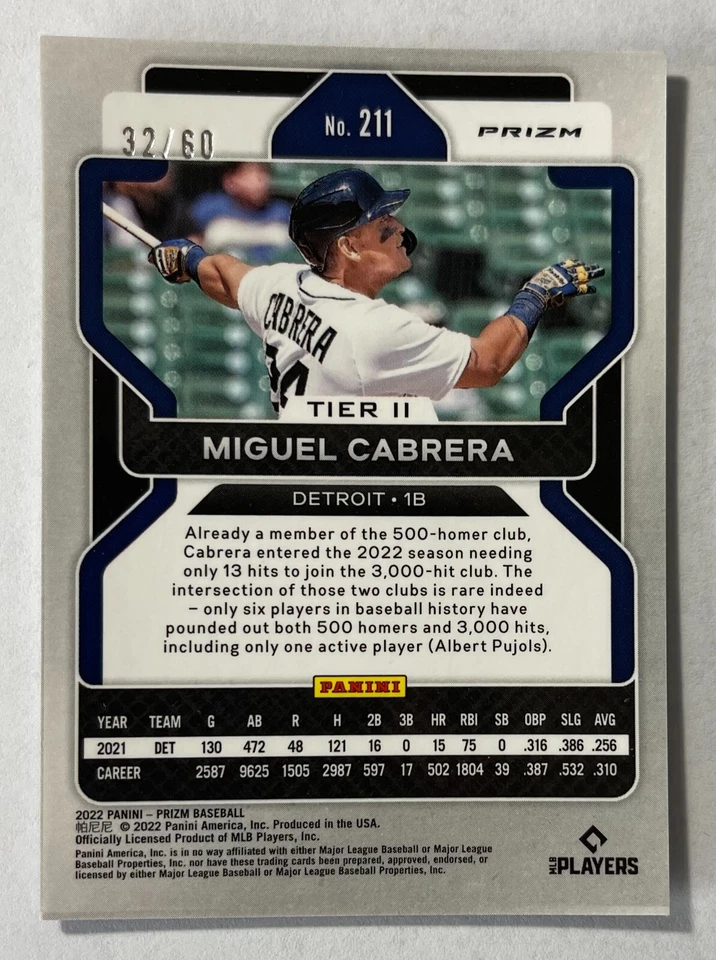 32/60
No. 211
PRIZM
CABRERA
24
TIER II
MIGUEL CABRERA
DETROIT • 1B
Already a member of the 500-homer club,
Cabrera entered the 2022 season needing
only 13 hits to join the 3,000-hit club. The
intersection of those two clubs is rare indeed
– only six players in baseball history have
pounded out both 500 homers and 3,000 hits,
including only one active player (Albert Pujols).
PANINI
YEAR TEAM G AB R H 2B 3B HR RBI SB OBP SLG AVG
2021 DET 130 472 48 121 16 0 15 75 0 .316 .386 .256
CAREER 2587 9625 1505 2987 597 17 502 1804 39 .387 .532 .310
2022 PANINI – PRIZM BASEBALL
帕尼尼 © 2022 Panini America, Inc. Produced in the USA.
Officially Licensed Product of MLB Players, Inc.
Panini America, Inc. is in no way affiliated with either Major League Baseball or Major League
Baseball Properties, Inc. nor have these trading cards been prepared, approved, endorsed, or
licensed by either Major League Baseball or Major League Baseball Properties, Inc.
MLB PLAYERS